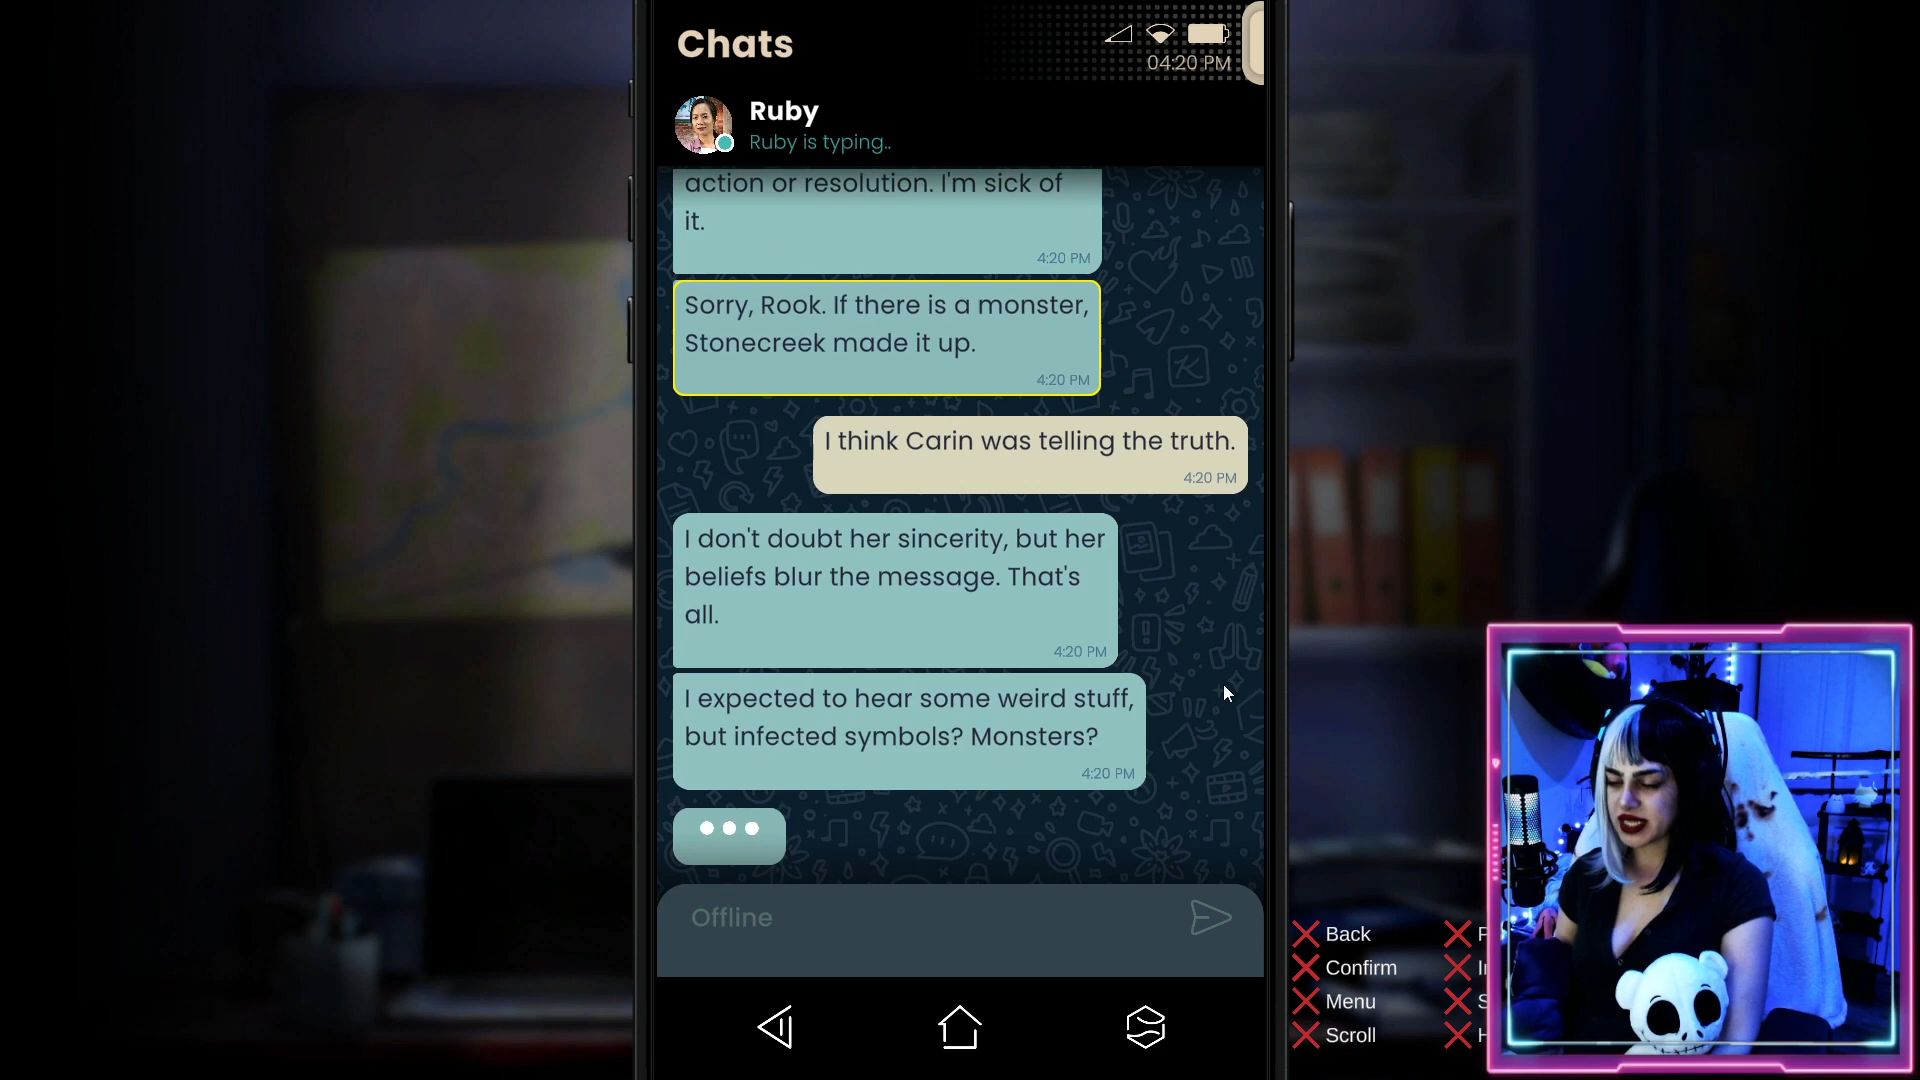 Chats
04:20 PM
Ruby
Ruby is typing..
action or resolution. I'm sick of
it.
4:20 PM
Sorry, Rook. If there is a monster,
Stonecreek made it up.
4:20 PM
I think Carin was telling the truth.
4:20 PM
I don't doubt her sincerity, but her
beliefs blur the message. That's
all.
4:20 PM
I expected to hear some weird stuff,
but infected symbols? Monsters?
4:20 PM
Offline
Back
Confirm
Menu
Scroll